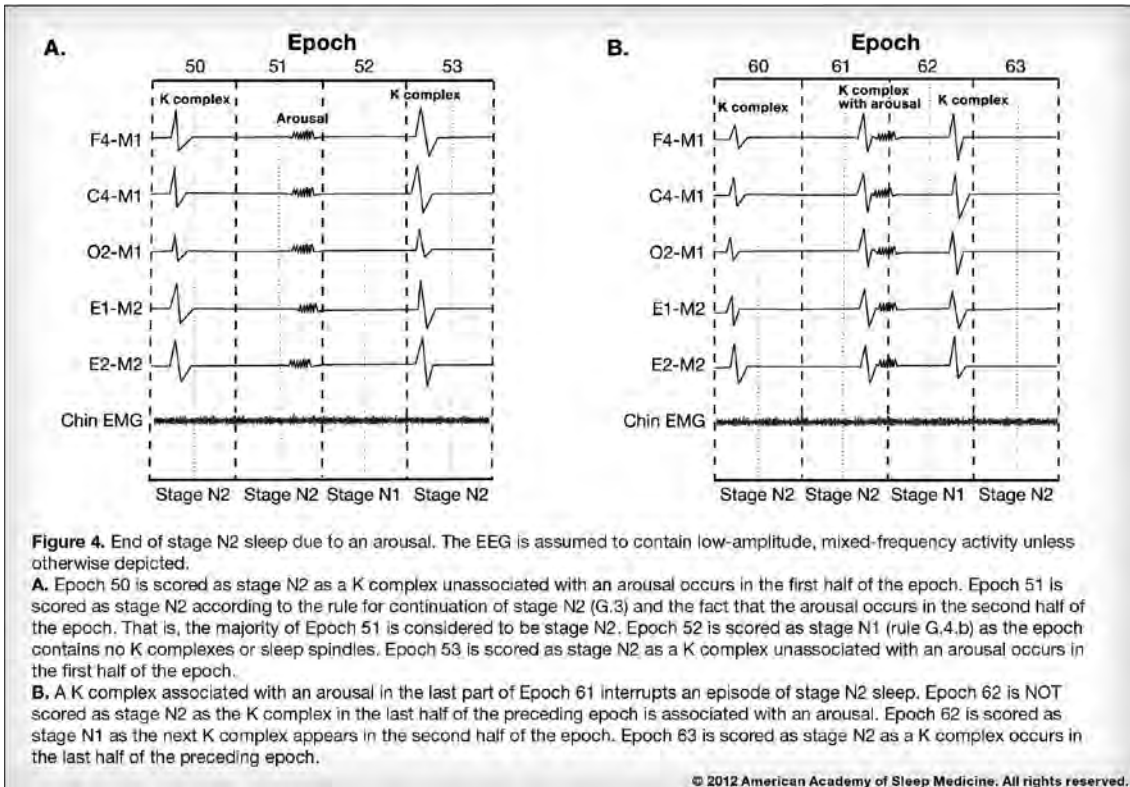 A.
Epoch
50 51 52 53
K complex
Arousal
K complex
F4-M1
C4-M1
O2-M1
E1-M2
E2-M2
Chin EMG
Stage N2 Stage N2 Stage N1 Stage N2
B.
Epoch
60 61 62 63
K complex
K complex
with arousal
K complex
F4-M1
C4-M1
O2-M1
E1-M2
E2-M2
Chin EMG
Stage N2 Stage N2 Stage N1 Stage N2
Figure 4. End of stage N2 sleep due to an arousal. The EEG is assumed to contain low-amplitude, mixed-frequency activity unless
otherwise depicted.
A. Epoch 50 is scored as stage N2 as a K complex unassociated with an arousal occurs in the first half of the epoch. Epoch 51 is
scored as stage N2 according to the rule for continuation of stage N2 (G.3) and the fact that the arousal occurs in the second half of
the epoch. That is, the majority of Epoch 51 is considered to be stage N2. Epoch 52 is scored as stage N1 (rule G.4.b) as the epoch
contains no K complexes or sleep spindles. Epoch 53 is scored as stage N2 as a K complex unassociated with an arousal occurs in
the first half of the epoch.
B. A K complex associated with an arousal in the last part of Epoch 61 interrupts an episode of stage N2 sleep. Epoch 62 is NOT
scored as stage N2 as the K complex in the last half of the preceding epoch is associated with an arousal. Epoch 62 is scored as
stage N1 as the next K complex appears in the second half of the epoch. Epoch 63 is scored as stage N2 as a K complex occurs in
the last half of the preceding epoch.
© 2012 American Academy of Sleep Medicine. All rights reserved.